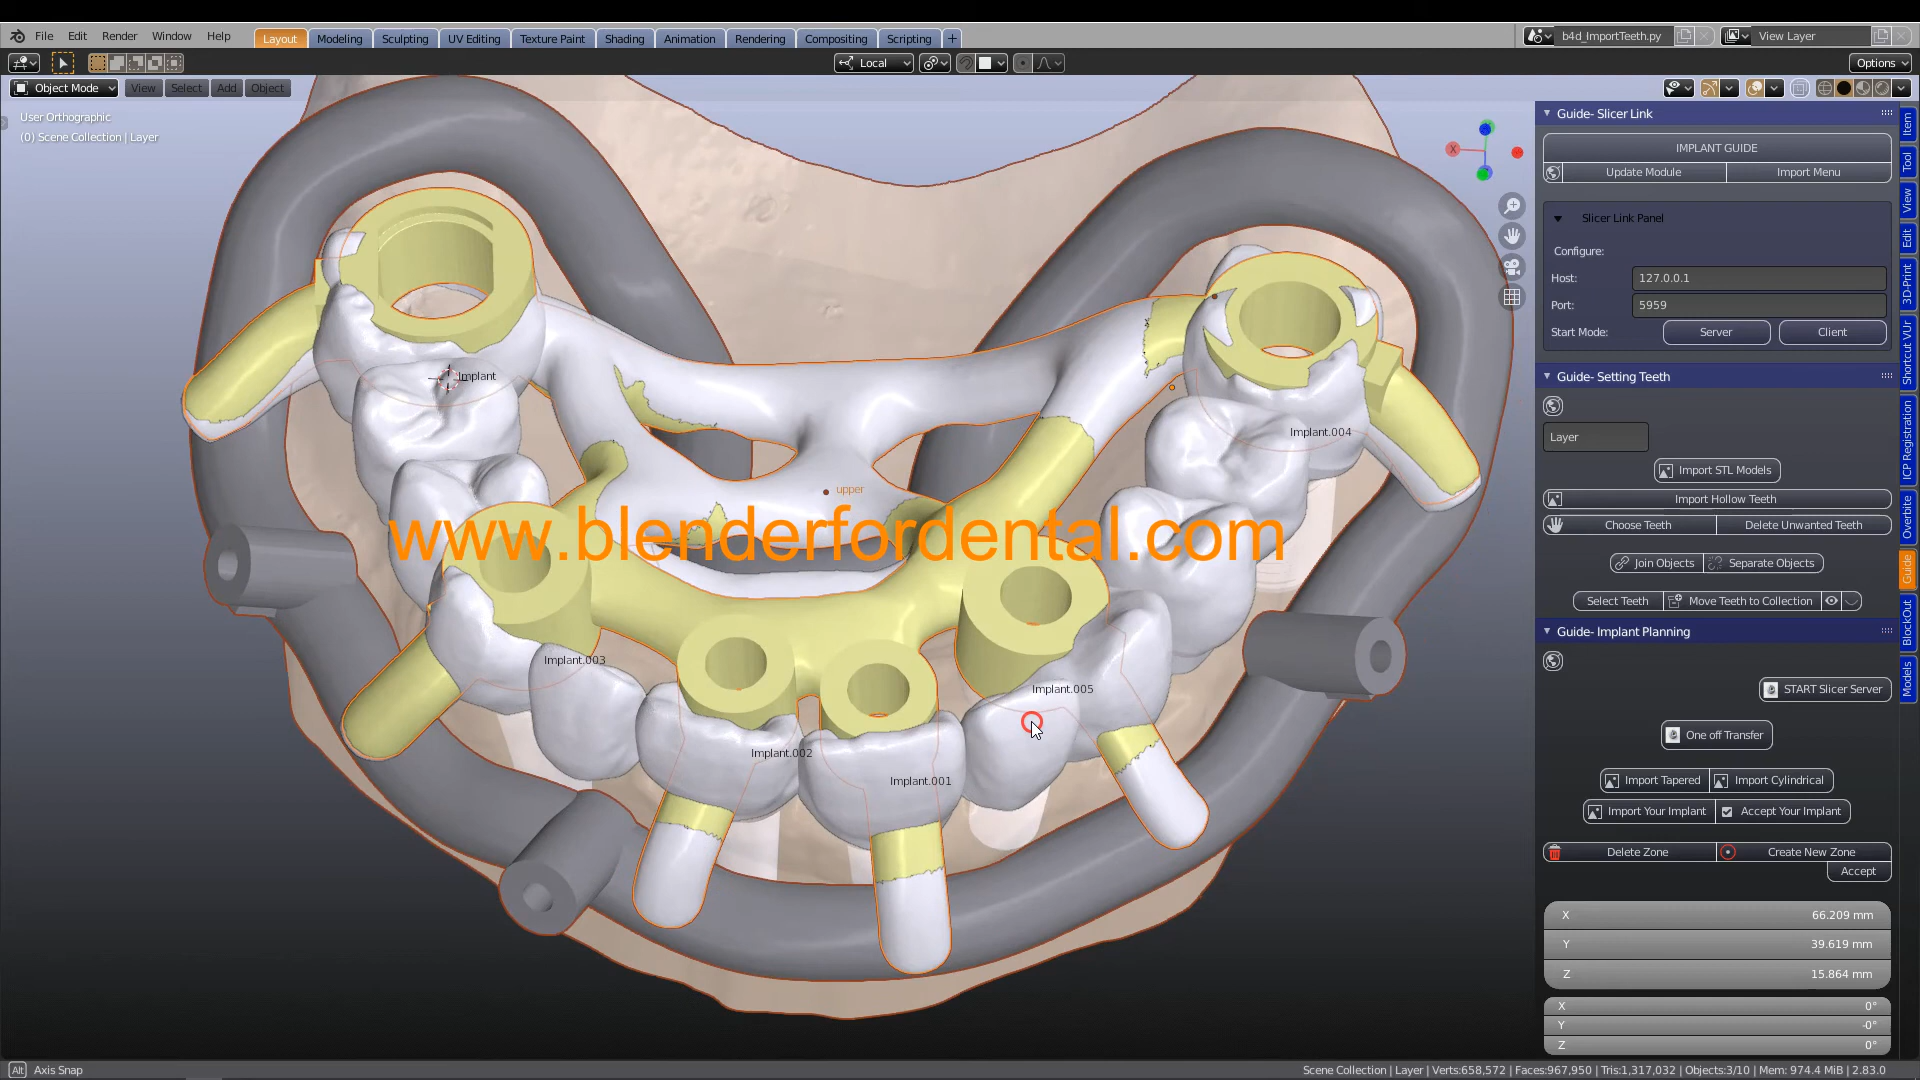 File Edit Render Window Help
Layout Modeling Sculpting UV Editing Texture Paint Shading Animation Rendering Compositing Scripting +
b4d_ImportTeeth.py View Layer
Local Options
Object Mode View Select Add Object
User Orthographic
(0) Scene Collection | Layer
X
Implant
Implant.004
upper
www.blenderfordental.com
Implant.003
Implant.005
Implant.002
Implant.001
Guide- Slicer Link
IMPLANT GUIDE
Update Module Import Menu
Slicer Link Panel
Configure:
Host: 127.0.0.1
Port: 5959
Start Mode: Server Client
Guide- Setting Teeth
Layer
Import STL Models
Import Hollow Teeth
Choose Teeth Delete Unwanted Teeth
Join Objects Separate Objects
Select Teeth Move Teeth to Collection
Guide- Implant Planning
START Slicer Server
One off Transfer
Import Tapered Import Cylindrical
Import Your Implant Accept Your Implant
Delete Zone Create New Zone
Accept
X 66.209 mm
Y 39.619 mm
Z 15.864 mm
X 0°
Y -0°
Z 0°
Item
Tool
View
Edit
3D-Print
Shortcut VUr
ICP Registration
Overbite
Guide
BlockOut
Models
Alt Axis Snap
Scene Collection | Layer | Verts:658,572 | Faces:967,950 | Tris:1,317,032 | Objects:3/10 | Mem: 974.4 MiB | 2.83.0